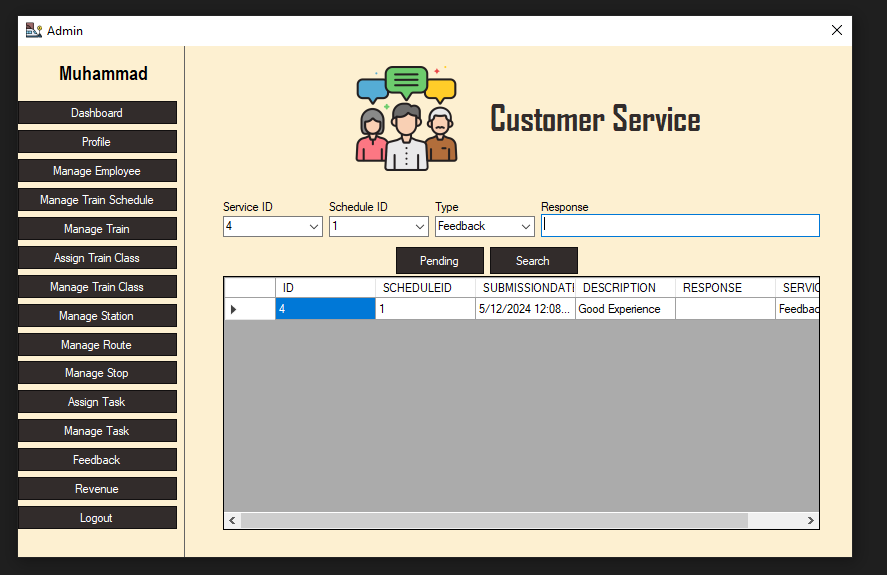 Admin
Muhammad
Dashboard
Profile
Manage Employee
Manage Train Schedule
Manage Train
Assign Train Class
Manage Train Class
Manage Station
Manage Route
Manage Stop
Assign Task
Manage Task
Feedback
Revenue
Logout
Customer Service
Service ID Schedule ID Type Response
4 1 Feedback
Pending Search
ID SCHEDULEID SUBMISSIONDATI DESCRIPTION RESPONSE SERVIC
4 1 5/12/2024 12:08... Good Experience Feedbac